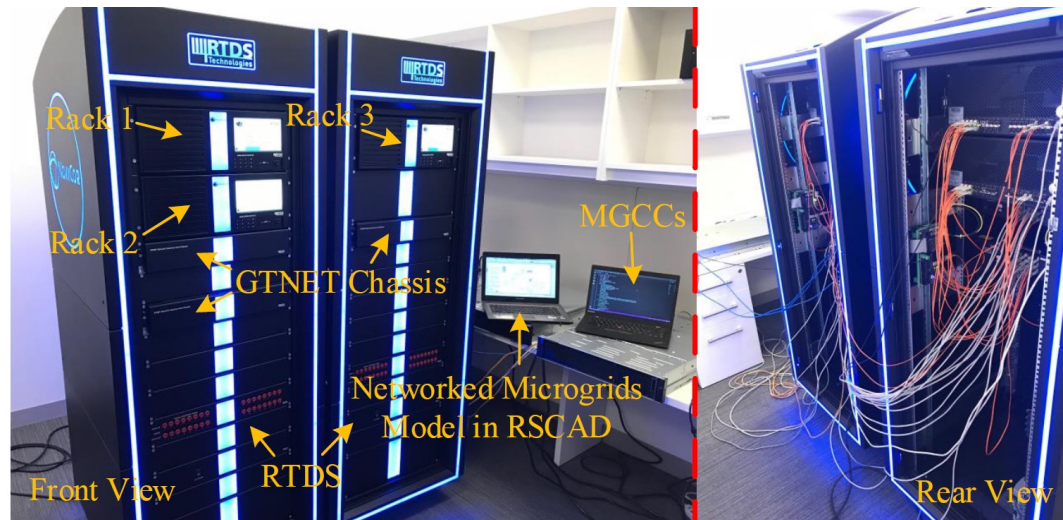 RTDS
Technologies
RTDS
Technologies
Rack 1
Rack 3
NovaCor
Rack 2
MGCCs
GTNET Chassis
Networked Microgrids
Model in RSCAD
RTDS
Front View
Rear View